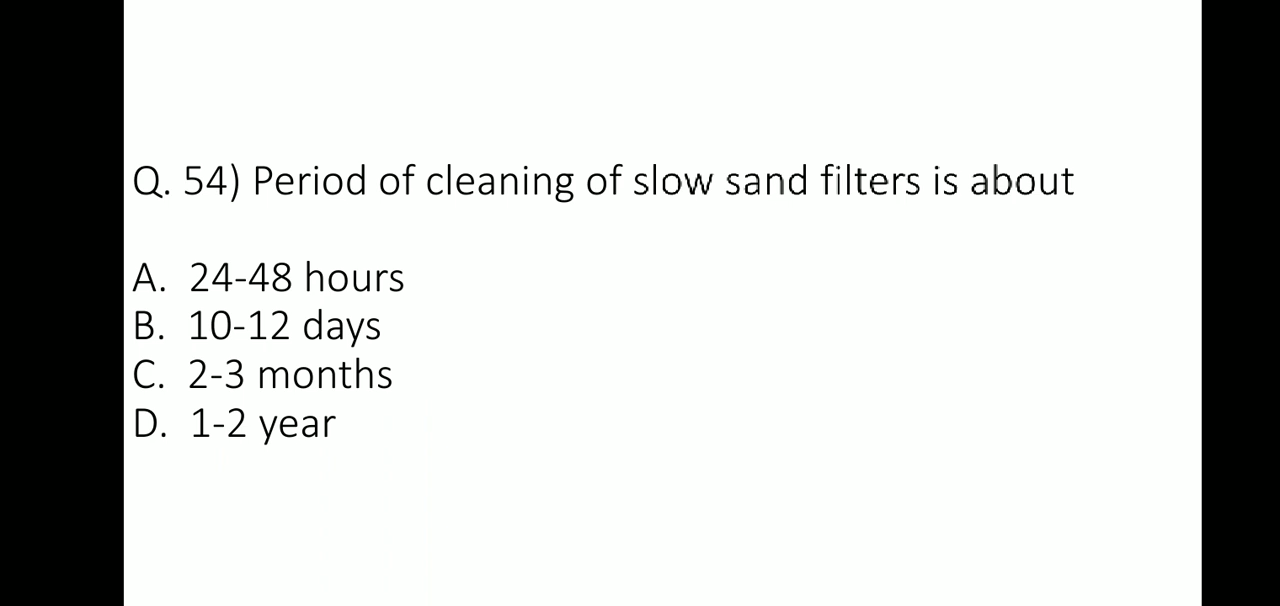 Q. 54) Period of cleaning of slow sand filters is about
A. 24-48 hours
B. 10-12 days
C. 2-3 months
D. 1-2 year